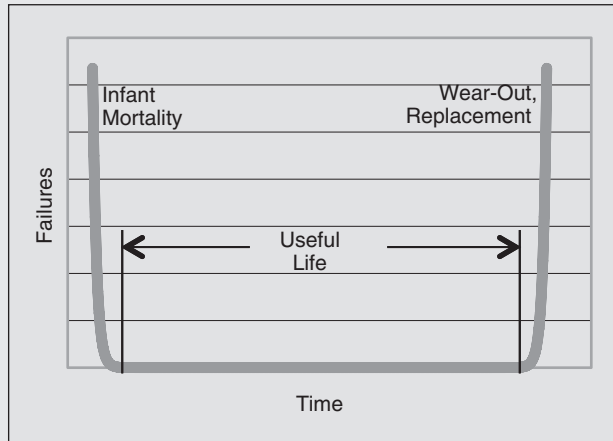 Infant
Mortality
Wear-Out,
Replacement
Failures
Useful
Life
Time